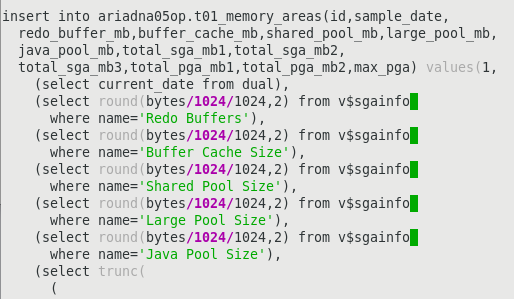 insert into ariadna05op.t01_memory_areas(id,sample_date,
redo_buffer_mb,buffer_cache_mb,shared_pool_mb,large_pool_mb,
java_pool_mb,total_sga_mb1,total_sga_mb2,
total_sga_mb3,total_pga_mb1,total_pga_mb2,max_pga) values(1,
(select current_date from dual),
(select round(bytes/1024/1024,2) from v$sgainfo
where name='Redo Buffers'),
(select round(bytes/1024/1024,2) from v$sgainfo
where name='Buffer Cache Size'),
(select round(bytes/1024/1024,2) from v$sgainfo
where name='Shared Pool Size'),
(select round(bytes/1024/1024,2) from v$sgainfo
where name='Large Pool Size'),
(select round(bytes/1024/1024,2) from v$sgainfo
where name='Java Pool Size'),
(select trunc(
(